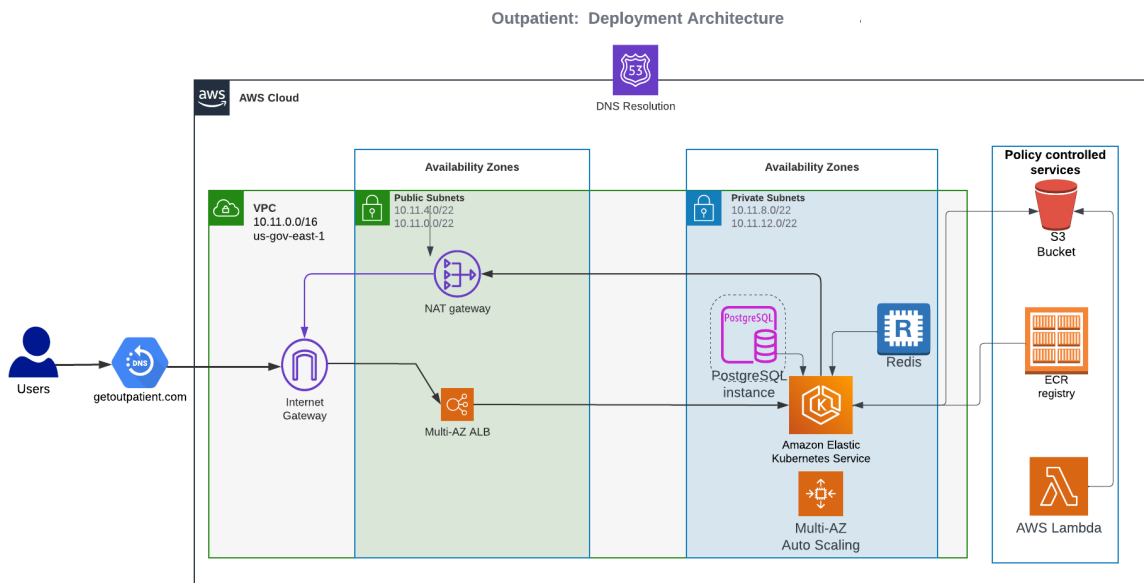 Outpatient: Deployment Architecture
53
DNS Resolution
aws
AWS Cloud
Availability Zones
Availability Zones
Policy controlled
services
VPC
10.11.0.0/16
us-gov-east-1
Public Subnets
10.11.4.0/22
10.11.0.0/22
Private Subnets
10.11.8.0/22
10.11.12.0/22
S3
Bucket
NAT gateway
PostgreSQL
PostgreSQL
instance
R
Redis
ECR
registry
Users
DNS
getoutpatient.com
Internet
Gateway
Multi-AZ ALB
K
Amazon Elastic
Kubernetes Service
Multi-AZ
Auto Scaling
AWS Lambda